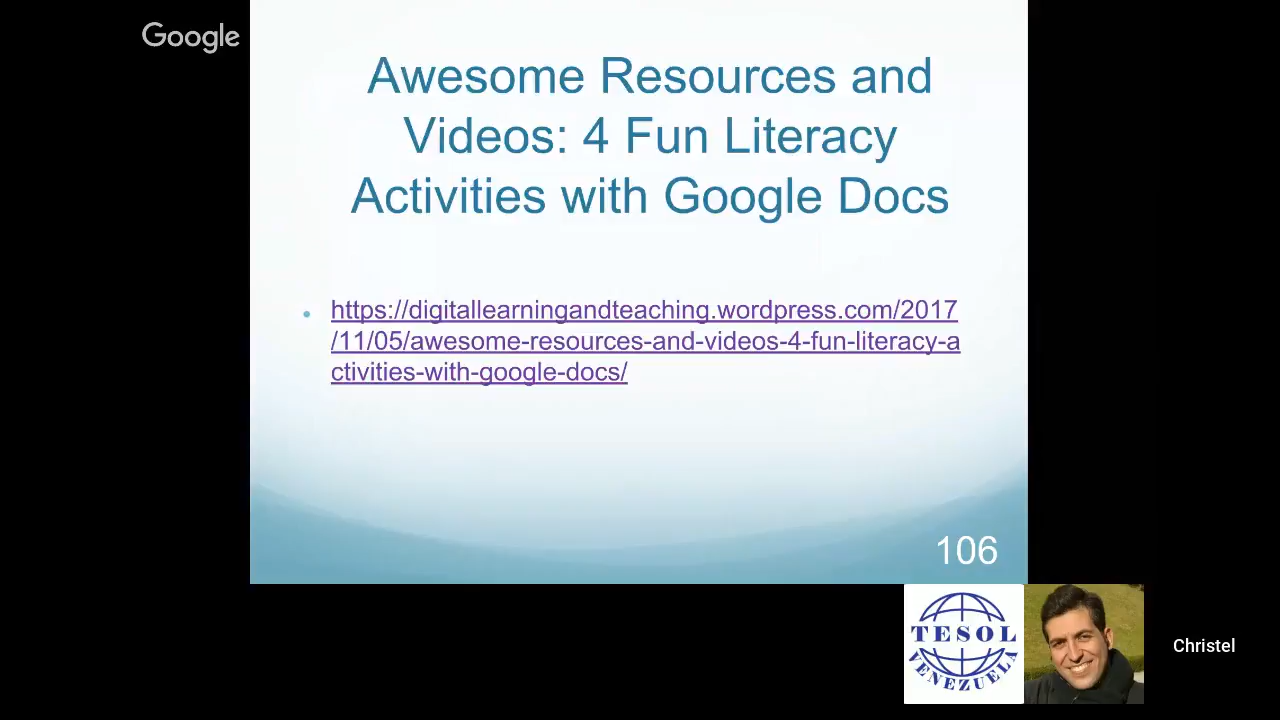 Google
Awesome Resources and
Videos: 4 Fun Literacy
Activities with Google Docs
https://digitallearningandteaching.wordpress.com/2017
/11/05/awesome-resources-and-videos-4-fun-literacy-a
ctivities-with-google-docs/
106
TESOL
VENEZUELA
Christel